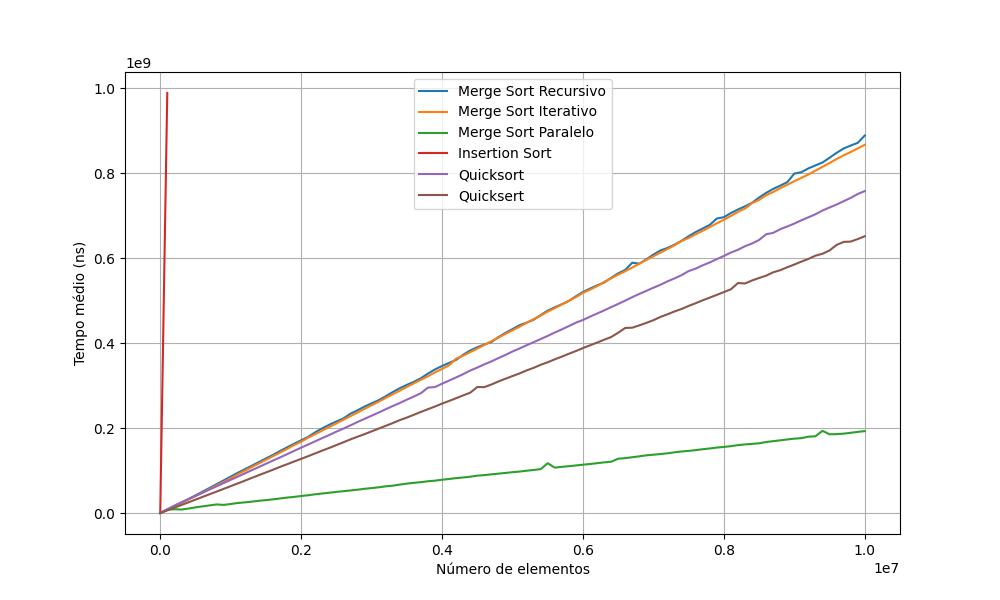 1e9
1.0
0.8
0.6
0.4
0.2
0.0
Tempo médio (ns)
Merge Sort Recursivo
Merge Sort Iterativo
Merge Sort Paralelo
Insertion Sort
Quicksort
Quicksert
0.0 0.2 0.4 0.6 0.8 1.0
1e7
Número de elementos